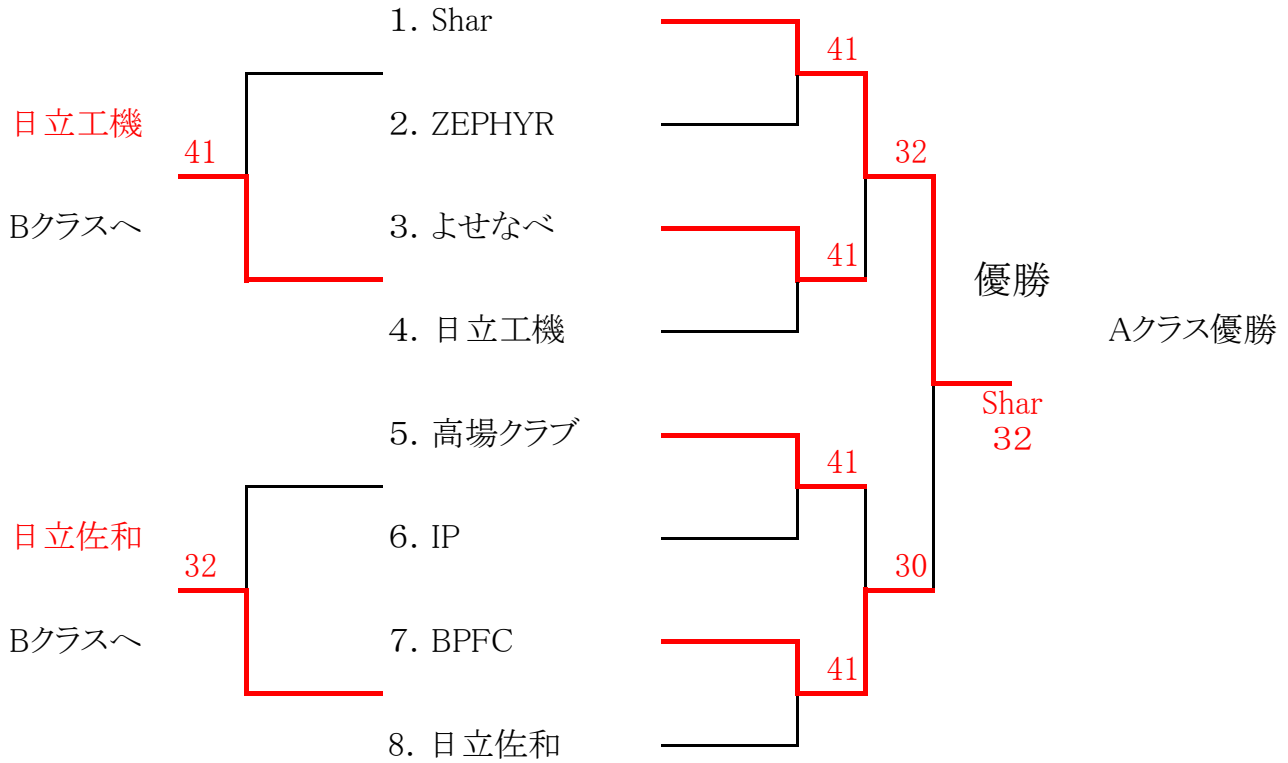 1. Shar
41
日立工機
2. ZEPHYR
41
32
Bクラスへ
3. よせなべ
41
優勝
4. 日立工機
Aクラス優勝
Shar
32
5. 高場クラブ
41
日立佐和
6. IP
32
30
Bクラスへ
7. BPFC
41
8. 日立佐和